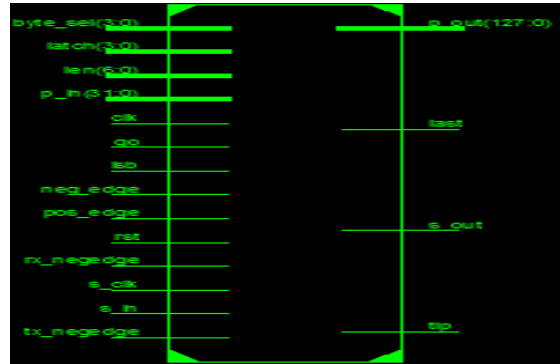 byte_sel(3:0)
latch(3:0)
len(6:0)
p_in(31:0)
clk
go
lsb
neg_edge
pos_edge
rst
rx_negedge
s_clk
s_in
tx_negedge
p_out(127:0)
last
s_out
tip